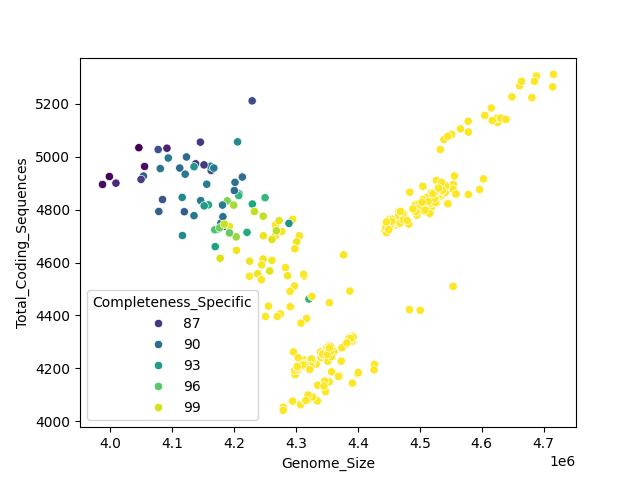 5200
5000
4800
4600
4400
4200
4000
Total_Coding_Sequences
Completeness_Specific
87
90
93
96
99
4.0 4.1 4.2 4.3 4.4 4.5 4.6 4.7
1e6
Genome_Size